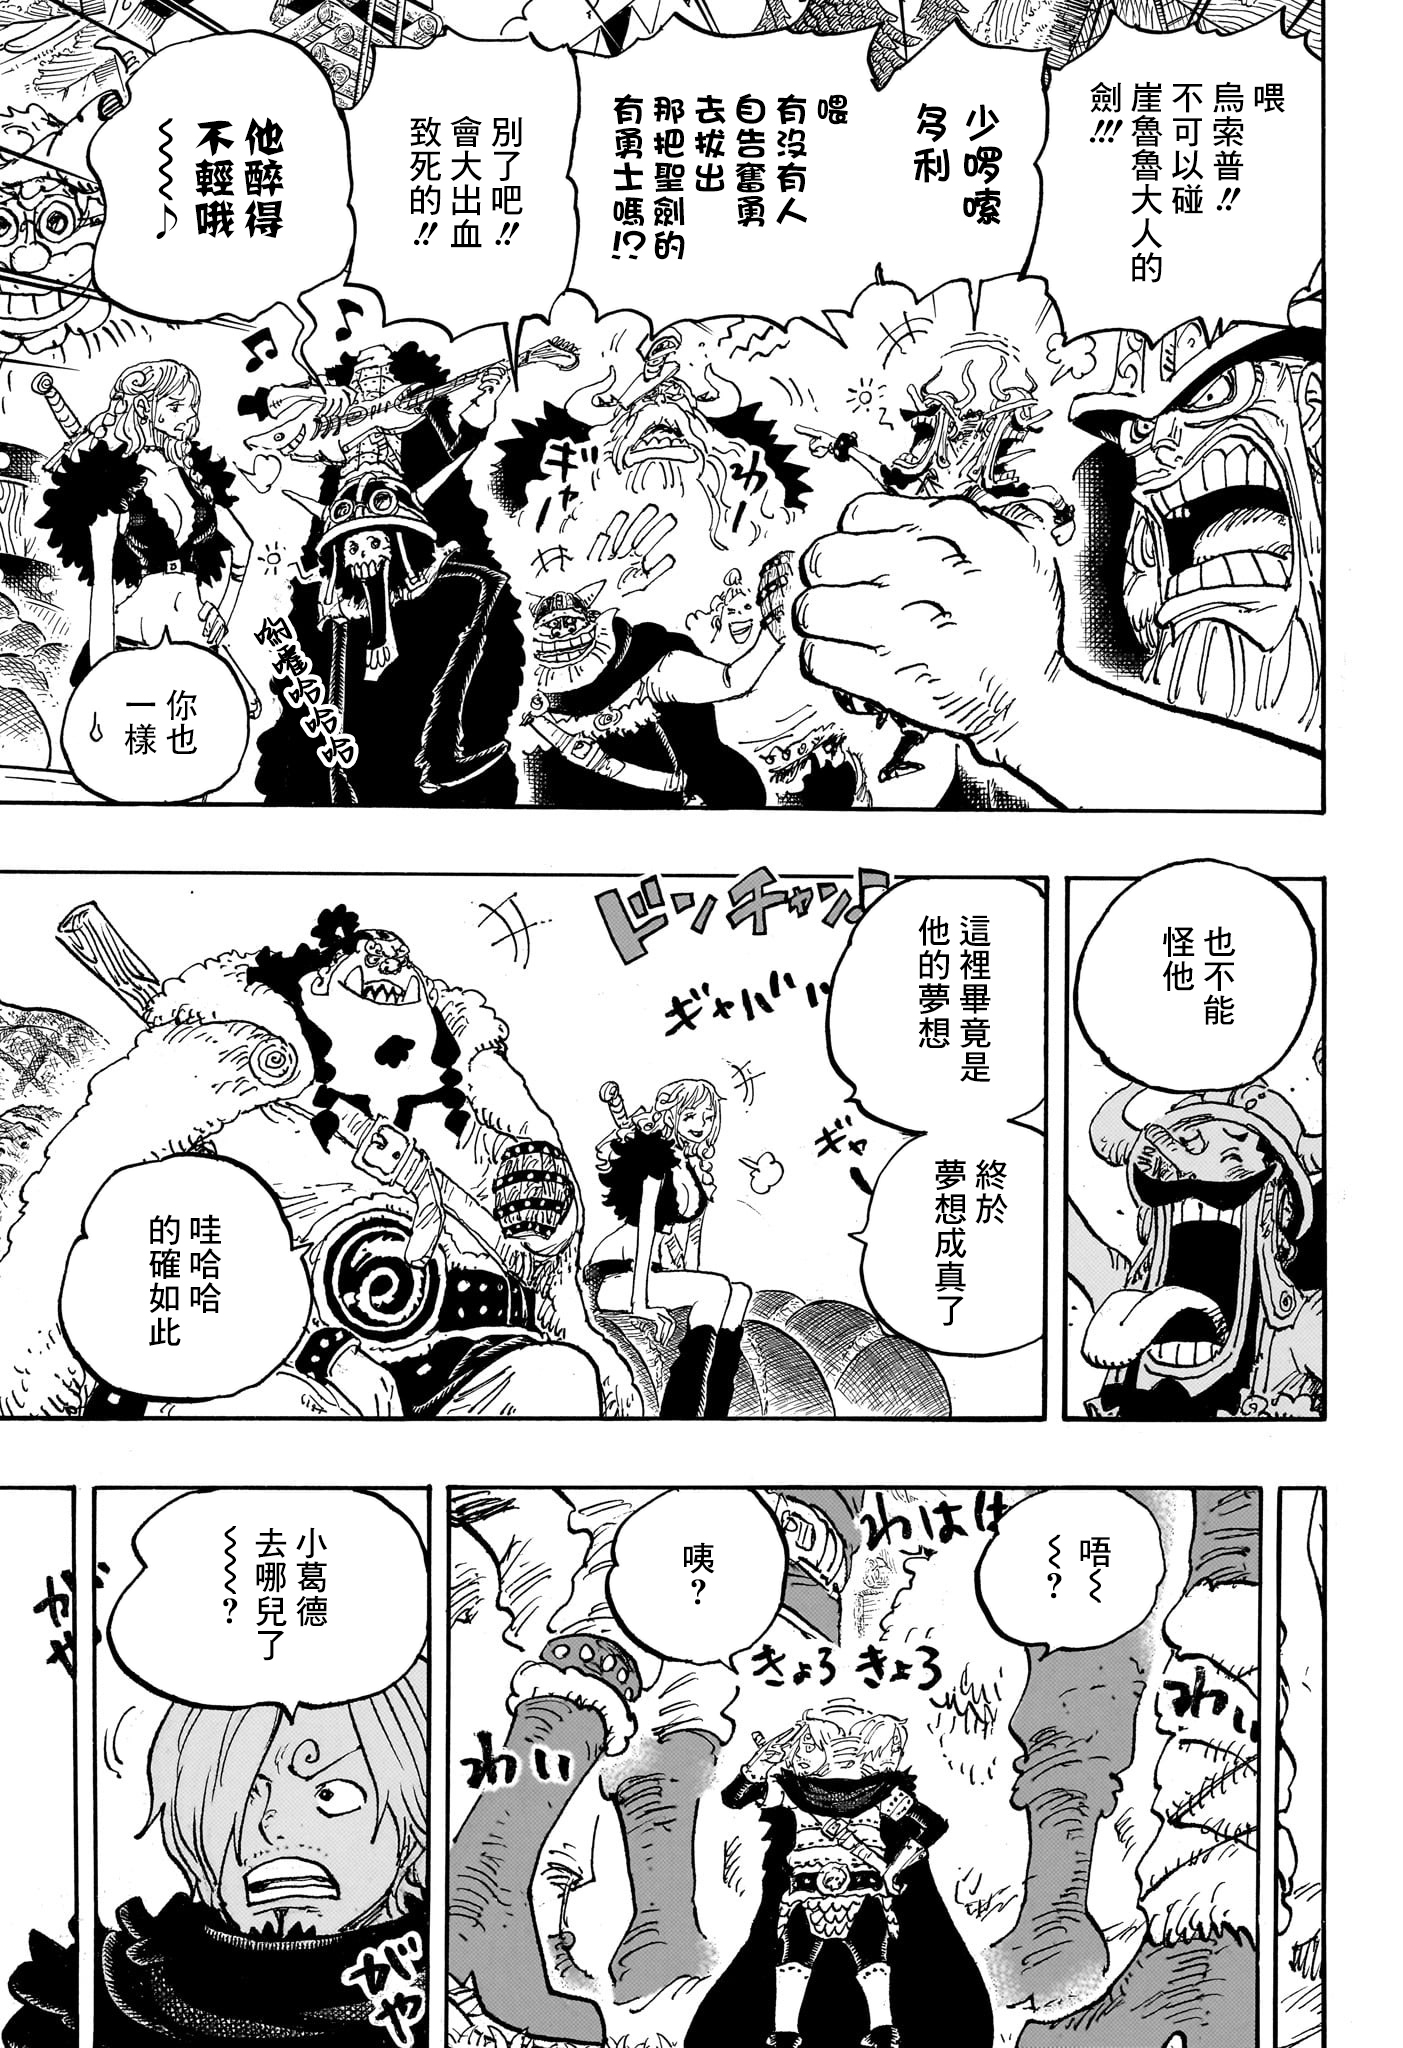 喂
烏索普!!
不可以碰
崖魯魯大人的
劍!!!
少啰嗦
多利
喂
有沒有人
自告奮勇
去拔出
那把聖劍的
有勇士嗎!?
別了吧!!
會大出血
致死的!!
他醉得
不輕哦
～～～♪
ギャー
わー
喲嚯哈哈哈哈
你也
一樣
也不能
怪他
這裡畢竟是
他的夢想
終於
夢想成真了
ドンチャン♫
ギャハハハ
ギャー
哇哈哈
的確如此
唔～
～～?
わははは
わい
きょろきょろ
咦?
わい
小葛德
去哪兒了
～～～～?
がや
がや